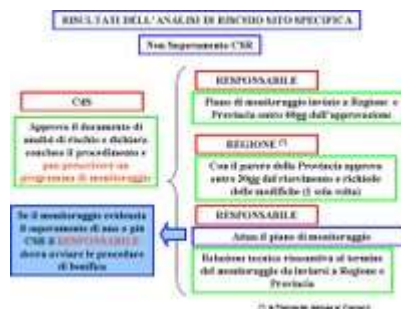 RISULTATI DELL'ANALISI DI RISCHIO SITO SPECIFICA
Non Superamento CSR
CdS
Approva il documento di
analisi di rischio e dichiara
concluso il procedimento e
può prescrivere un
programma di monitoraggio
Se il monitoraggio evidenzia
il superamento di una o più
CSR il RESPONSABILE
dovrà avviare le procedure
di bonifica
RESPONSABILE
Piano di monitoraggio inviato a Regione e
Provincia entro 60gg dall'approvazione
REGIONE (*)
Con il parere della Provincia approva
entro 30gg dal ricevimento o richiede
delle modifiche (1 sola volta)
RESPONSABILE
Attua il piano di monitoraggio
Relazione tecnica riassuntiva al termine
del monitoraggio da inviarsi a Regione e
Provincia